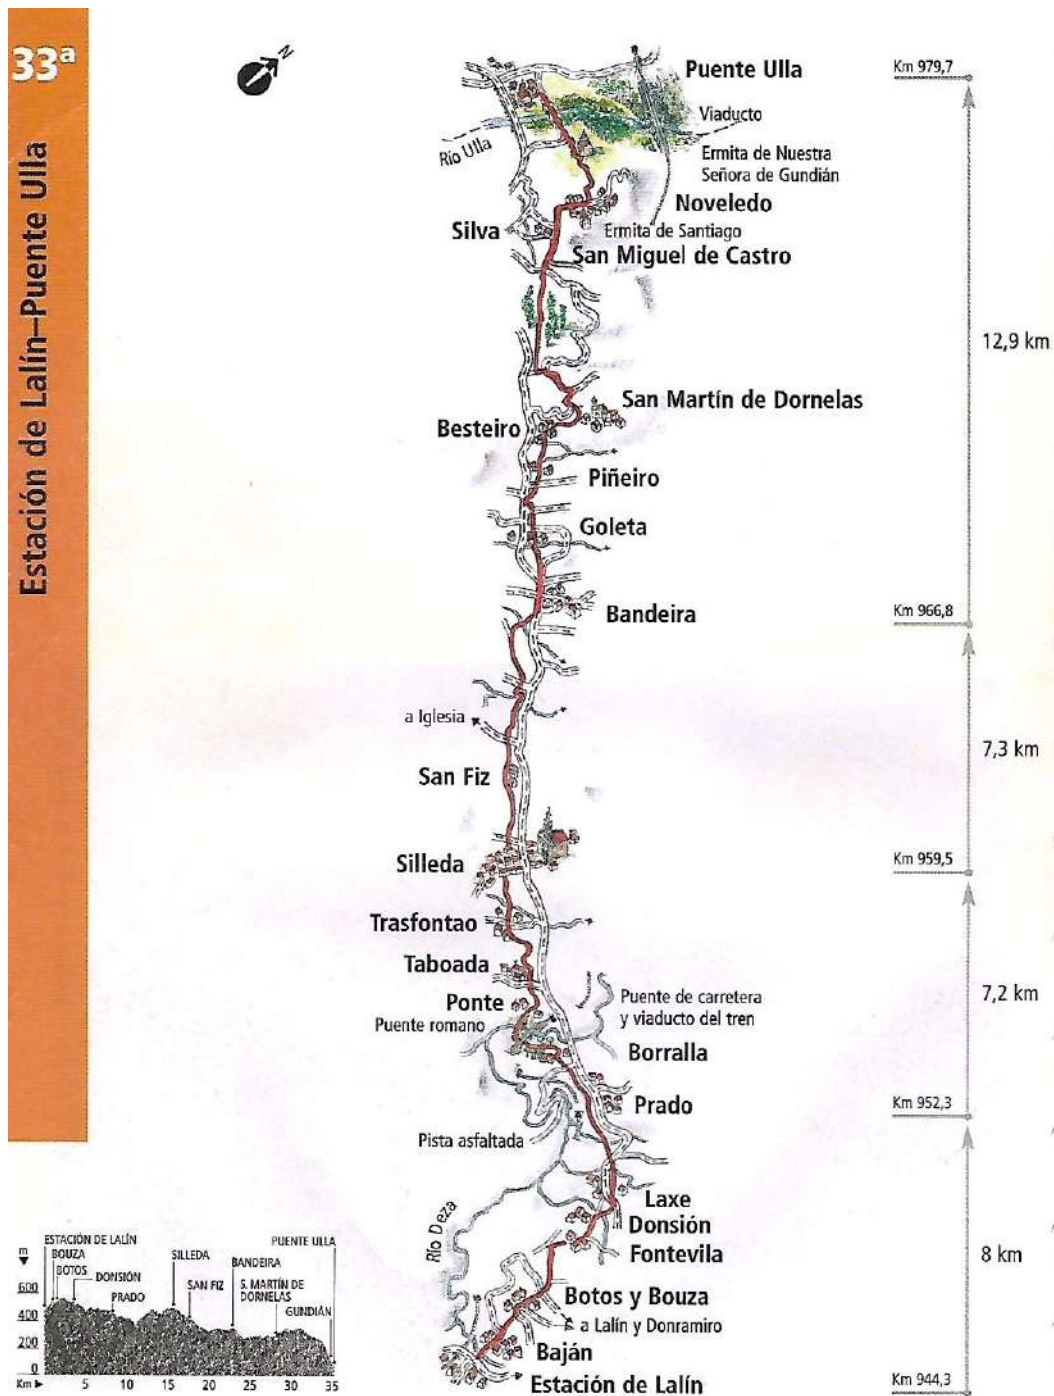 33ª
Estación de Lalín–Puente Ulla
N
Puente Ulla
Km 979,7
Viaducto
Río Ulla
Ermita de Nuestra
Señora de Gundián
Noveledo
Silva
Ermita de Santiago
San Miguel de Castro
12,9 km
San Martín de Dornelas
Besteiro
Piñeiro
Goleta
Bandeira
Km 966,8
a Iglesia
7,3 km
San Fiz
Silleda
Km 959,5
Trasfontao
Taboada
Ponte
Puente de carretera
y viaducto del tren
7,2 km
Puente romano
Borralla
Prado
Km 952,3
Pista asfaltada
Laxe
Río Deza
Donsión
Fontevila
8 km
Botos y Bouza
a Lalín y Donramiro
Baján
Estación de Lalín
Km 944,3
m
ESTACIÓN DE LALÍN
BOUZA
BOTOS
DONSIÓN
PRADO
SILLEDA
SAN FIZ
BANDEIRA
S. MARTÍN DE
DORNELAS
PUENTE ULLA
GUNDIÁN
600
400
200
0
Km 5 10 15 20 25 30 35